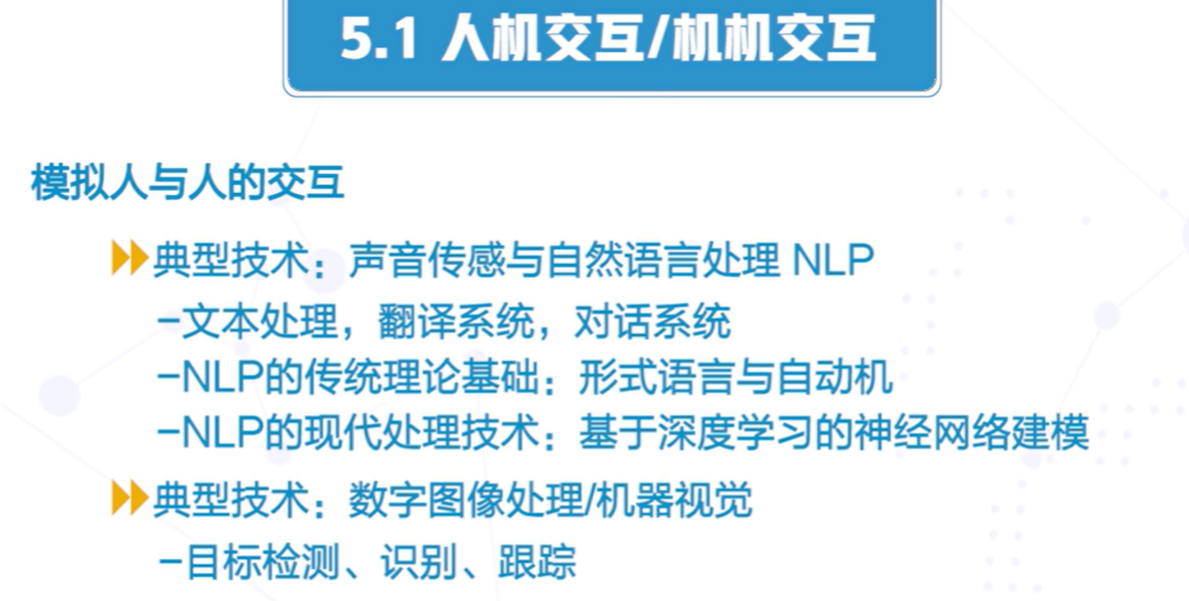 5.1 人机交互/机机交互
模拟人与人的交互
典型技术：声音传感与自然语言处理 NLP
-文本处理，翻译系统，对话系统
-NLP的传统理论基础：形式语言与自动机
-NLP的现代处理技术：基于深度学习的神经网络建模
典型技术：数字图像处理/机器视觉
-目标检测、识别、跟踪